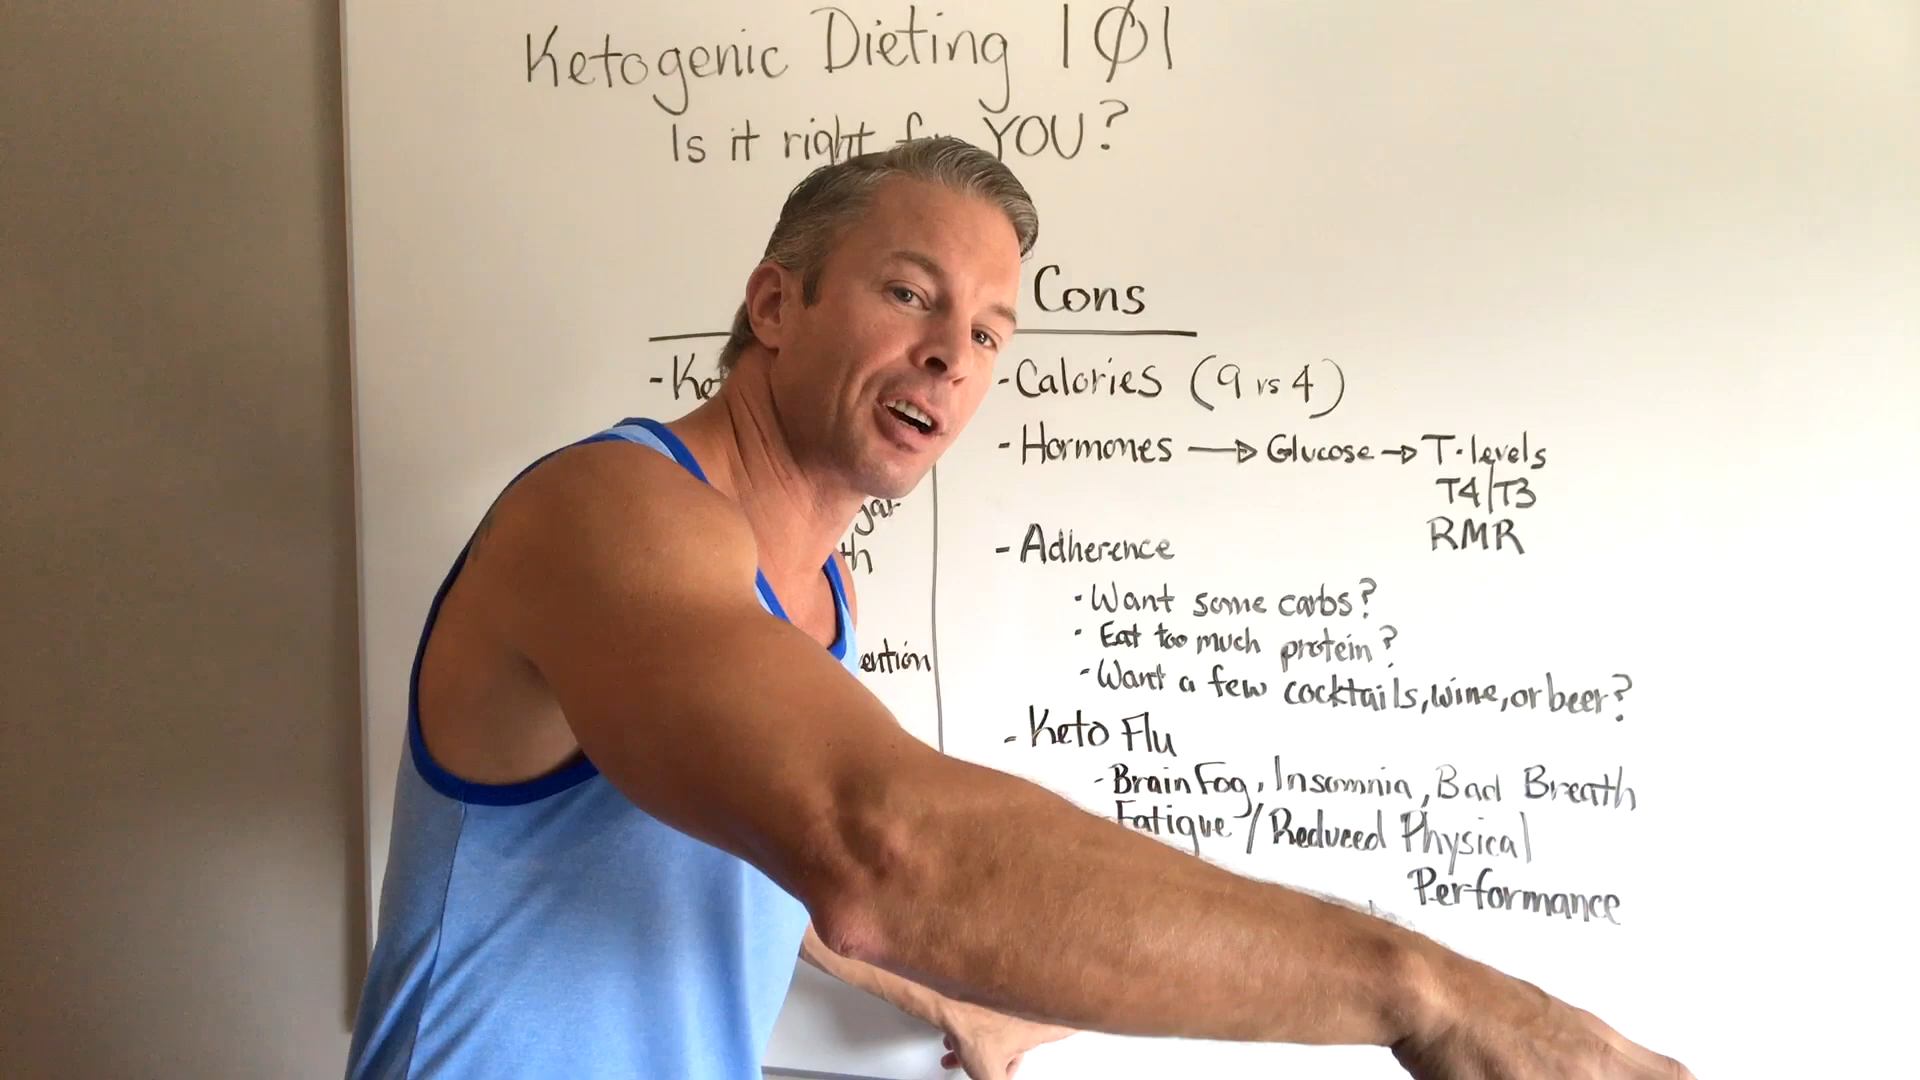 Ketogenic Dieting 101
Is it right YOU?
Cons
- Calories (9 vs 4)
- Hormones → Glucose → T-levels
T4/T3
RMR
- Adherence
· Want some carbs?
· Eat too much protein?
- Want a few cocktails, wine, or beer?
- Keto Flu
- Brain Fog, Insomnia, Bad Breath
Fatigue / Reduced Physical
Performance